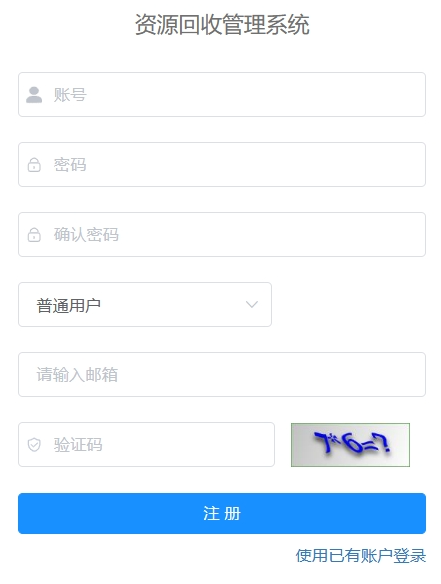 资源回收管理系统
账号
密码
确认密码
普通用户
请输入邮箱
验证码
7*6=?
注 册
使用已有账户登录